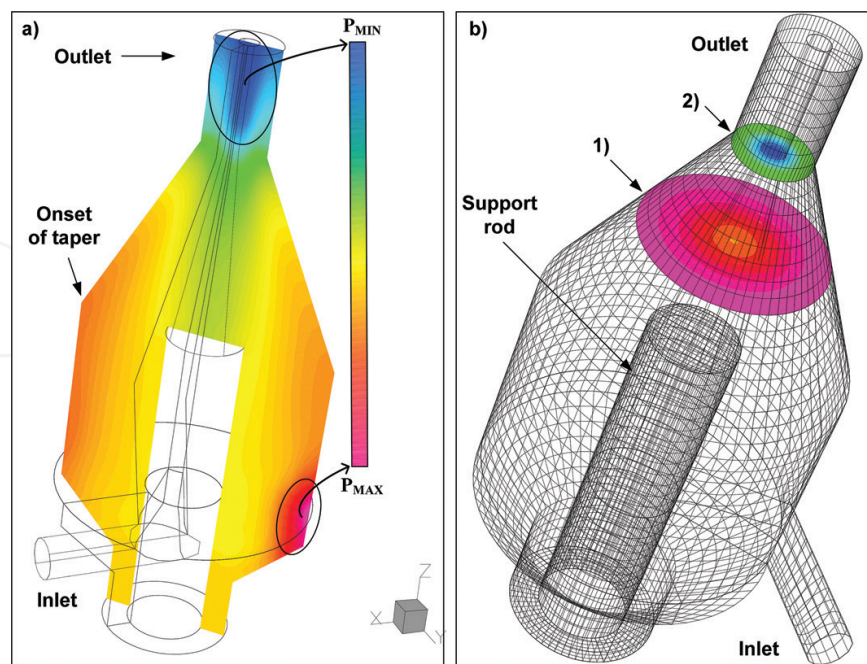 a)
P_MIN
Outlet
Onset
of taper
P_MAX
Inlet
Z
X
Y
b)
Outlet
2)
1)
Support
rod
Inlet